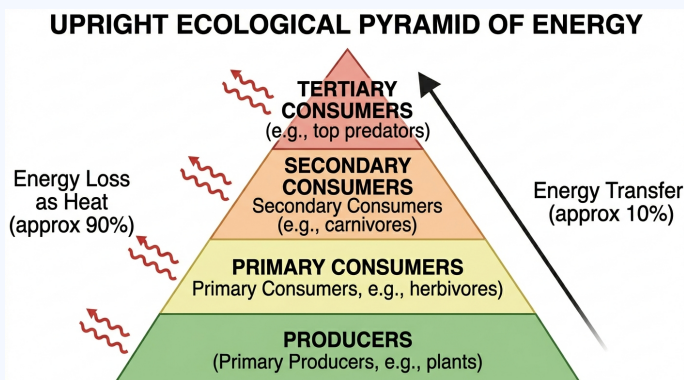 UPRIGHT ECOLOGICAL PYRAMID OF ENERGY
TERTIARY
CONSUMERS
(e.g., top predators)
SECONDARY
CONSUMERS
Secondary Consumers
(e.g., carnivores)
Energy Loss
as Heat
(approx 90%)
Energy Transfer
(approx 10%)
PRIMARY CONSUMERS
Primary Consumers, e.g., herbivores)
PRODUCERS
(Primary Producers, e.g., plants)